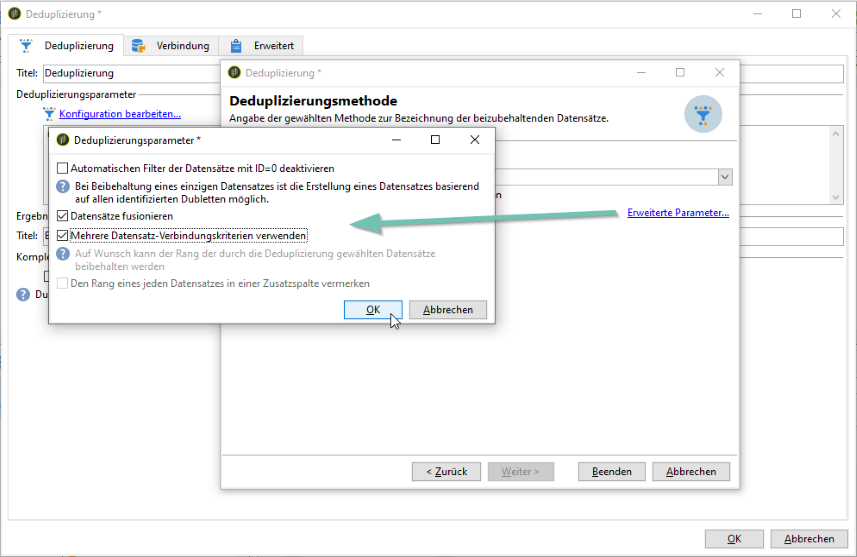 Deduplizierung *
Deduplizierung
Verbindung
Erweitert
Titel: Deduplizierung
Deduplizierungsparameter
Konfiguration bearbeiten...
Titel:
Deduplizierung *
Deduplizierungsmethode
Angabe der gewählten Methode zur Bezeichnung der beizubehaltenden Datensätze.
Erweiterte Parameter...
< Zurück
Weiter >
Beenden
Abbrechen
Deduplizierungsparameter *
Automatischen Filter der Datensätze mit ID=0 deaktivieren
Bei Beibehaltung eines einzigen Datensatzes ist die Erstellung eines Datensatzes basierend
auf allen identifizierten Dubletten möglich.
Datensätze fusionieren
Mehrere Datensatz-Verbindungskriterien verwenden
Auf Wunsch kann der Rang der durch die Deduplizierung gewählten Datensätze
beibehalten werden
Den Rang eines jeden Datensatzes in einer Zusatzspalte vermerken
OK
Abbrechen
OK
Abbrechen